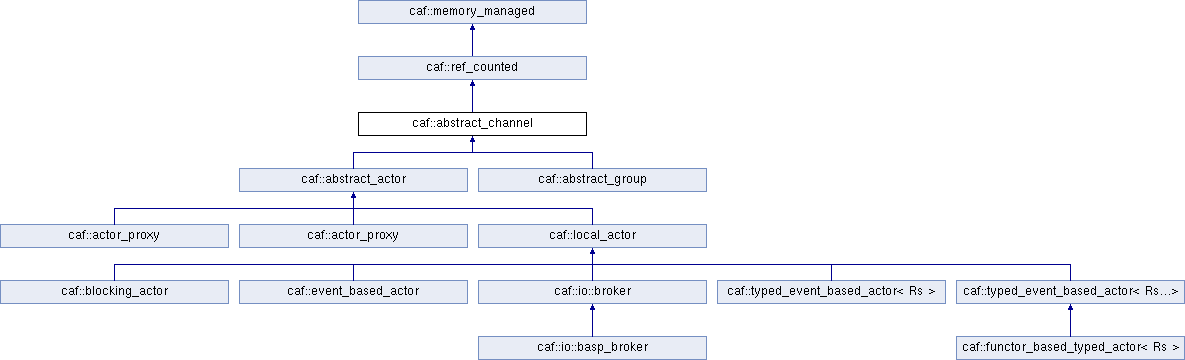 caf::memory_managed
caf::ref_counted
caf::abstract_channel
caf::abstract_actor
caf::abstract_group
caf::actor_proxy
caf::actor_proxy
caf::local_actor
caf::blocking_actor
caf::event_based_actor
caf::io::broker
caf::typed_event_based_actor< Rs >
caf::typed_event_based_actor< Rs...>
caf::io::basp_broker
caf::functor_based_typed_actor< Rs >